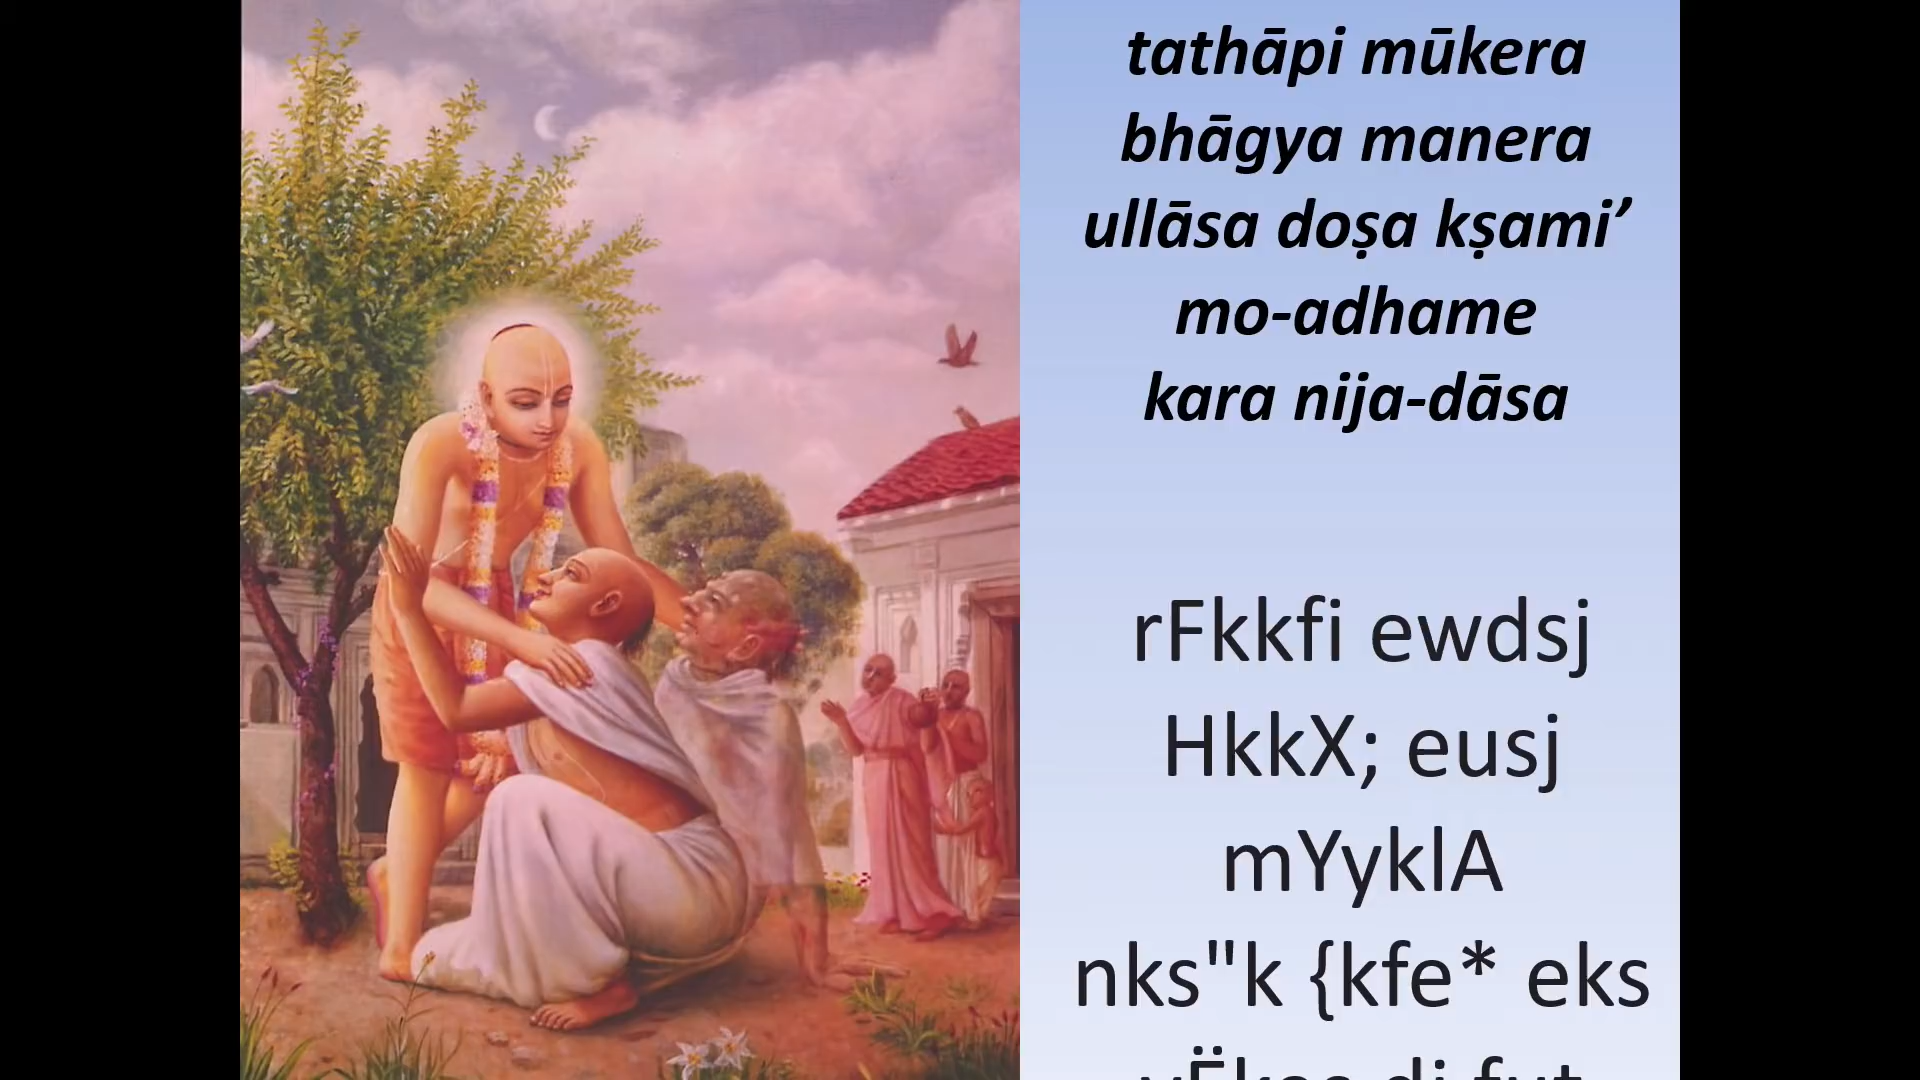 tathāpi mūkera
bhāgya manera
ullāsa doṣa kṣami’
mo-adhame
kara nija-dāsa
rFkkfi ewdsj
HkkX; eusj
mYyklA
nks"k {kfe* eks